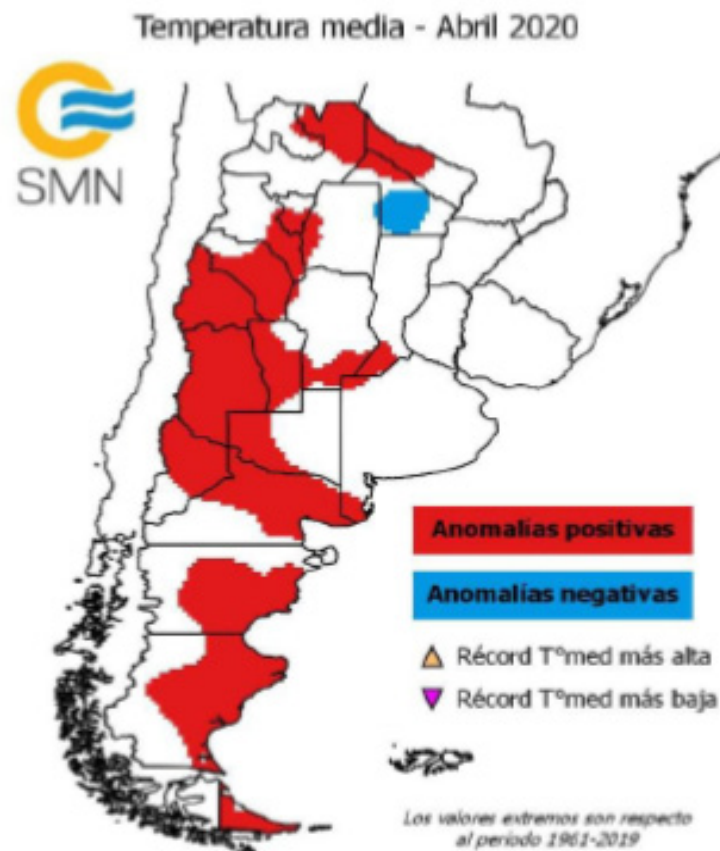 Temperatura media - Abril 2020
SMN
Anomalías positivas
Anomalías negativas
Récord T°med más alta
Récord T°med más baja
Los valores extremos son respecto
al período 1961-2019